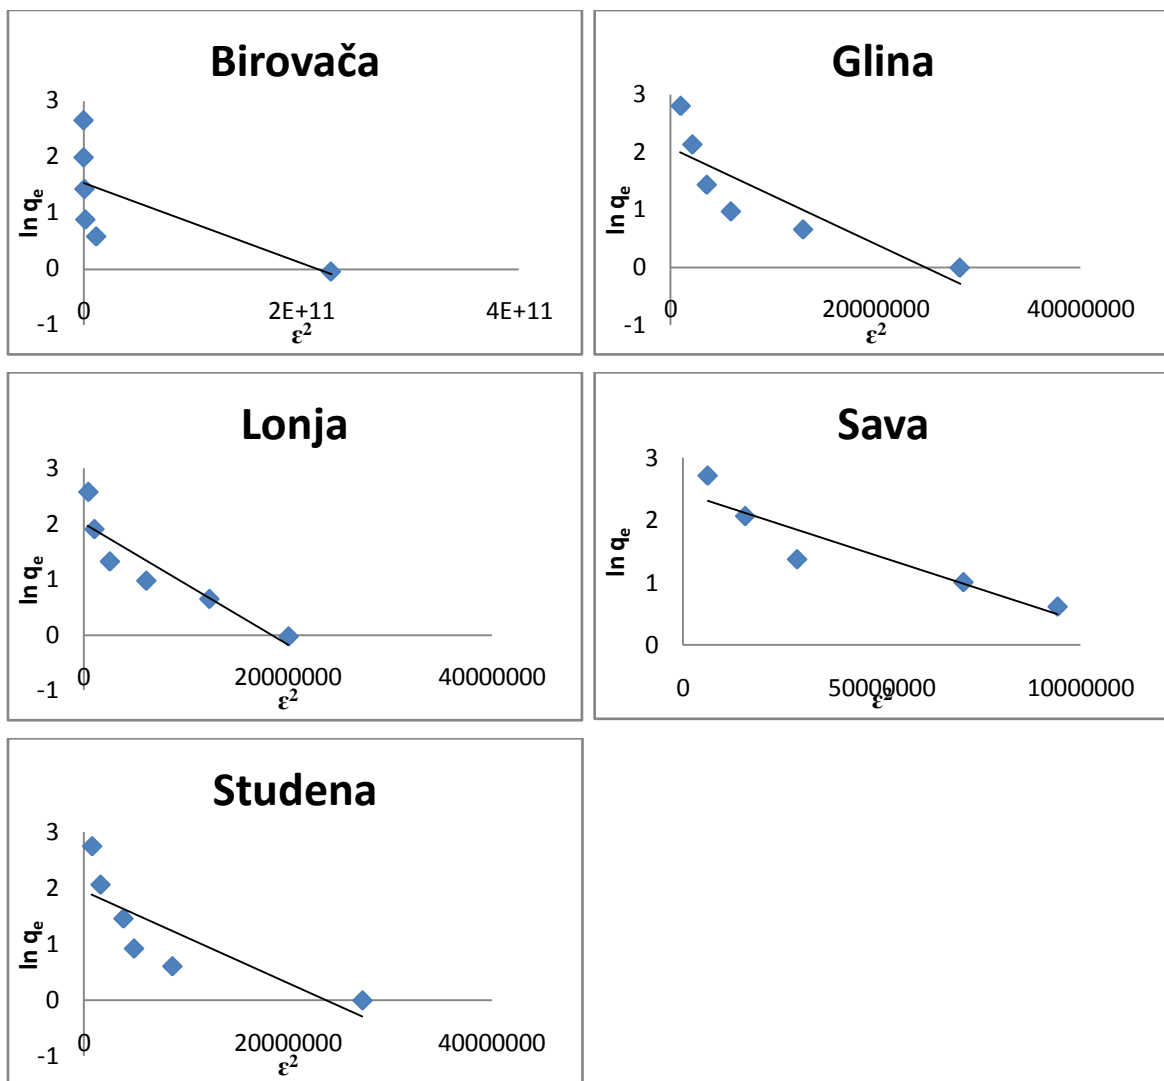 Birovača
3
2
1
0
-1
ln qe
0
2E+11
4E+11
ε2
Glina
3
2
1
0
-1
ln qe
0
20000000
40000000
ε2
Lonja
3
2
1
0
-1
ln qe
0
20000000
40000000
ε2
Sava
3
2
1
0
ln qe
0
50000000
10000000
ε2
Studena
3
2
1
0
-1
ln qe
0
20000000
40000000
ε2